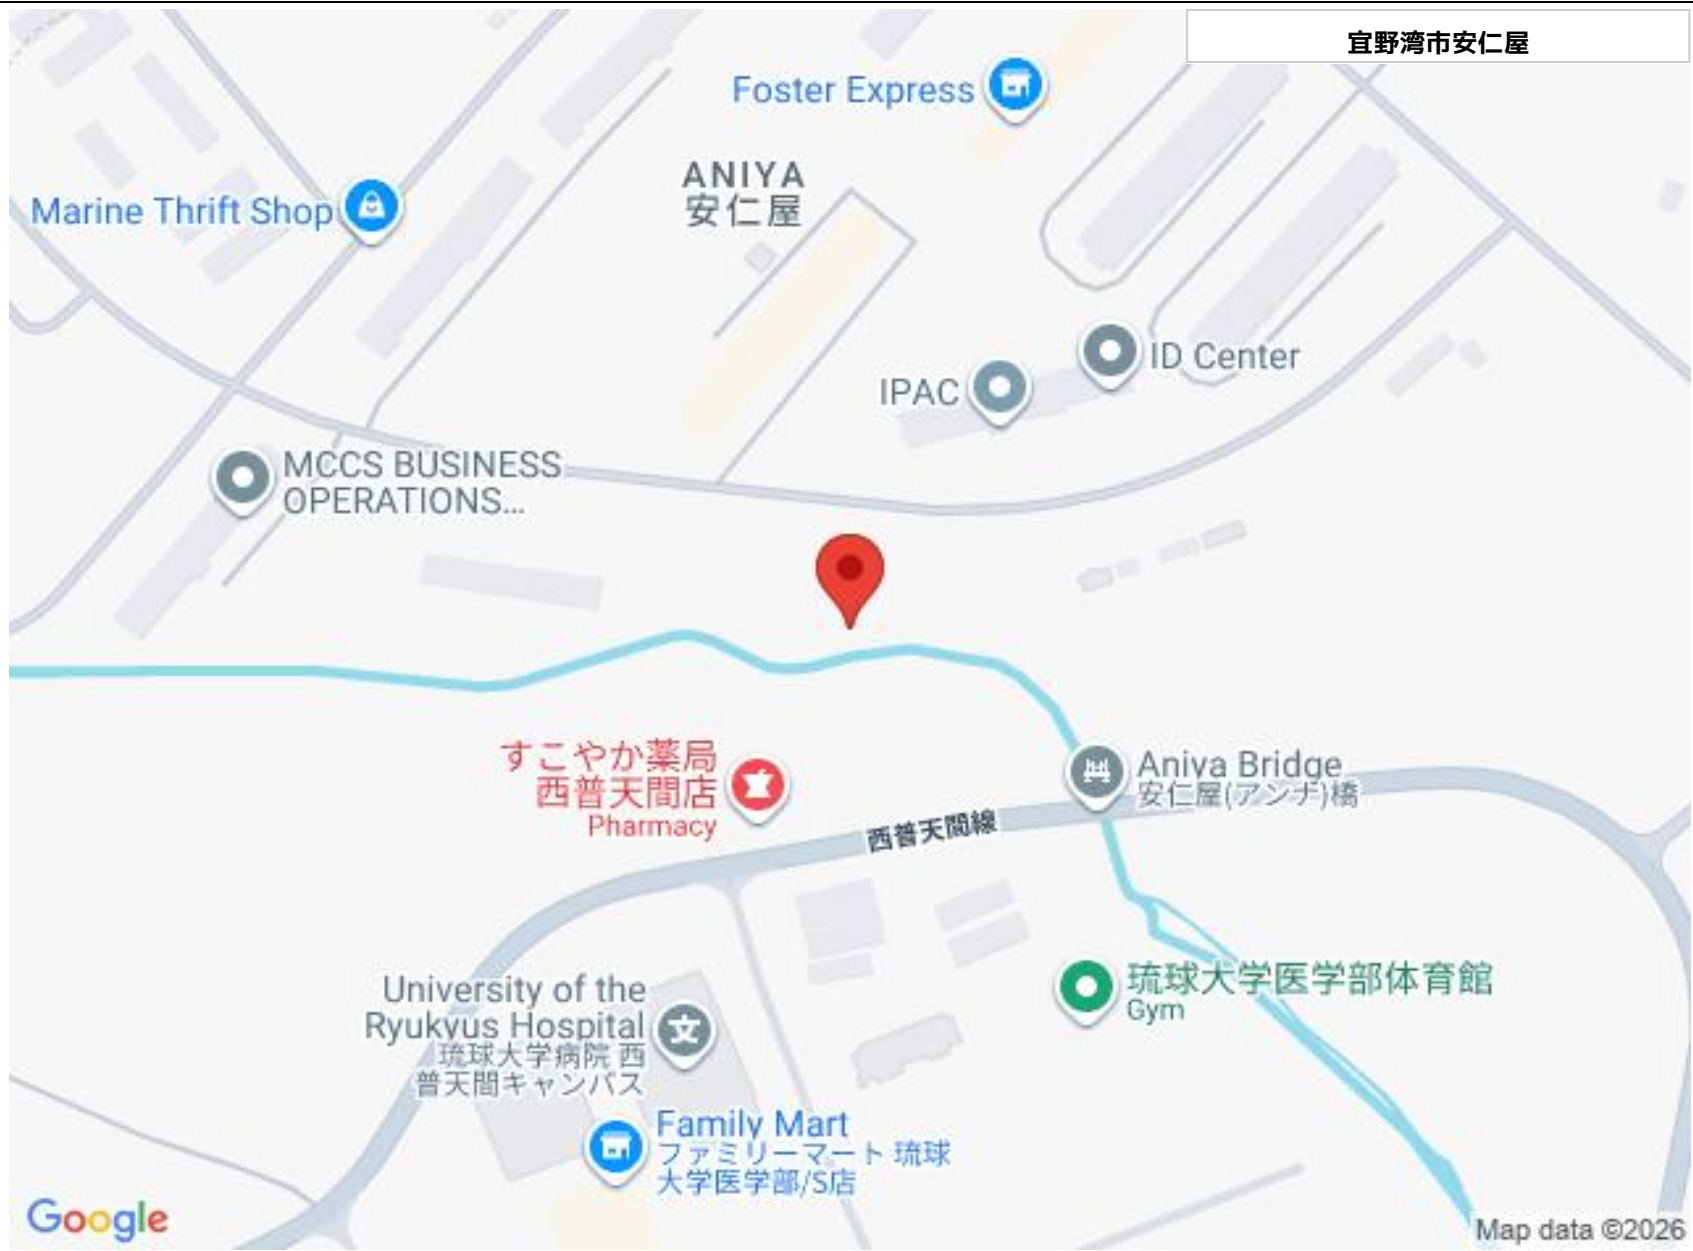 宜野湾市安仁屋
Foster Express
ANIYA
安仁屋
Marine Thrift Shop
ID Center
IPAC
MCCS BUSINESS
OPERATIONS...
すこやか薬局
西普天間店
Pharmacy
Aniya Bridge
安仁屋(アンナ)橋
西普天間線
琉球大学医学部体育館
Gym
University of the
Ryukyus Hospital
琉球大学病院 西
普天間キャンパス
Family Mart
ファミリーマート 琉球
大学医学部/S店
Google
Map data ©2026